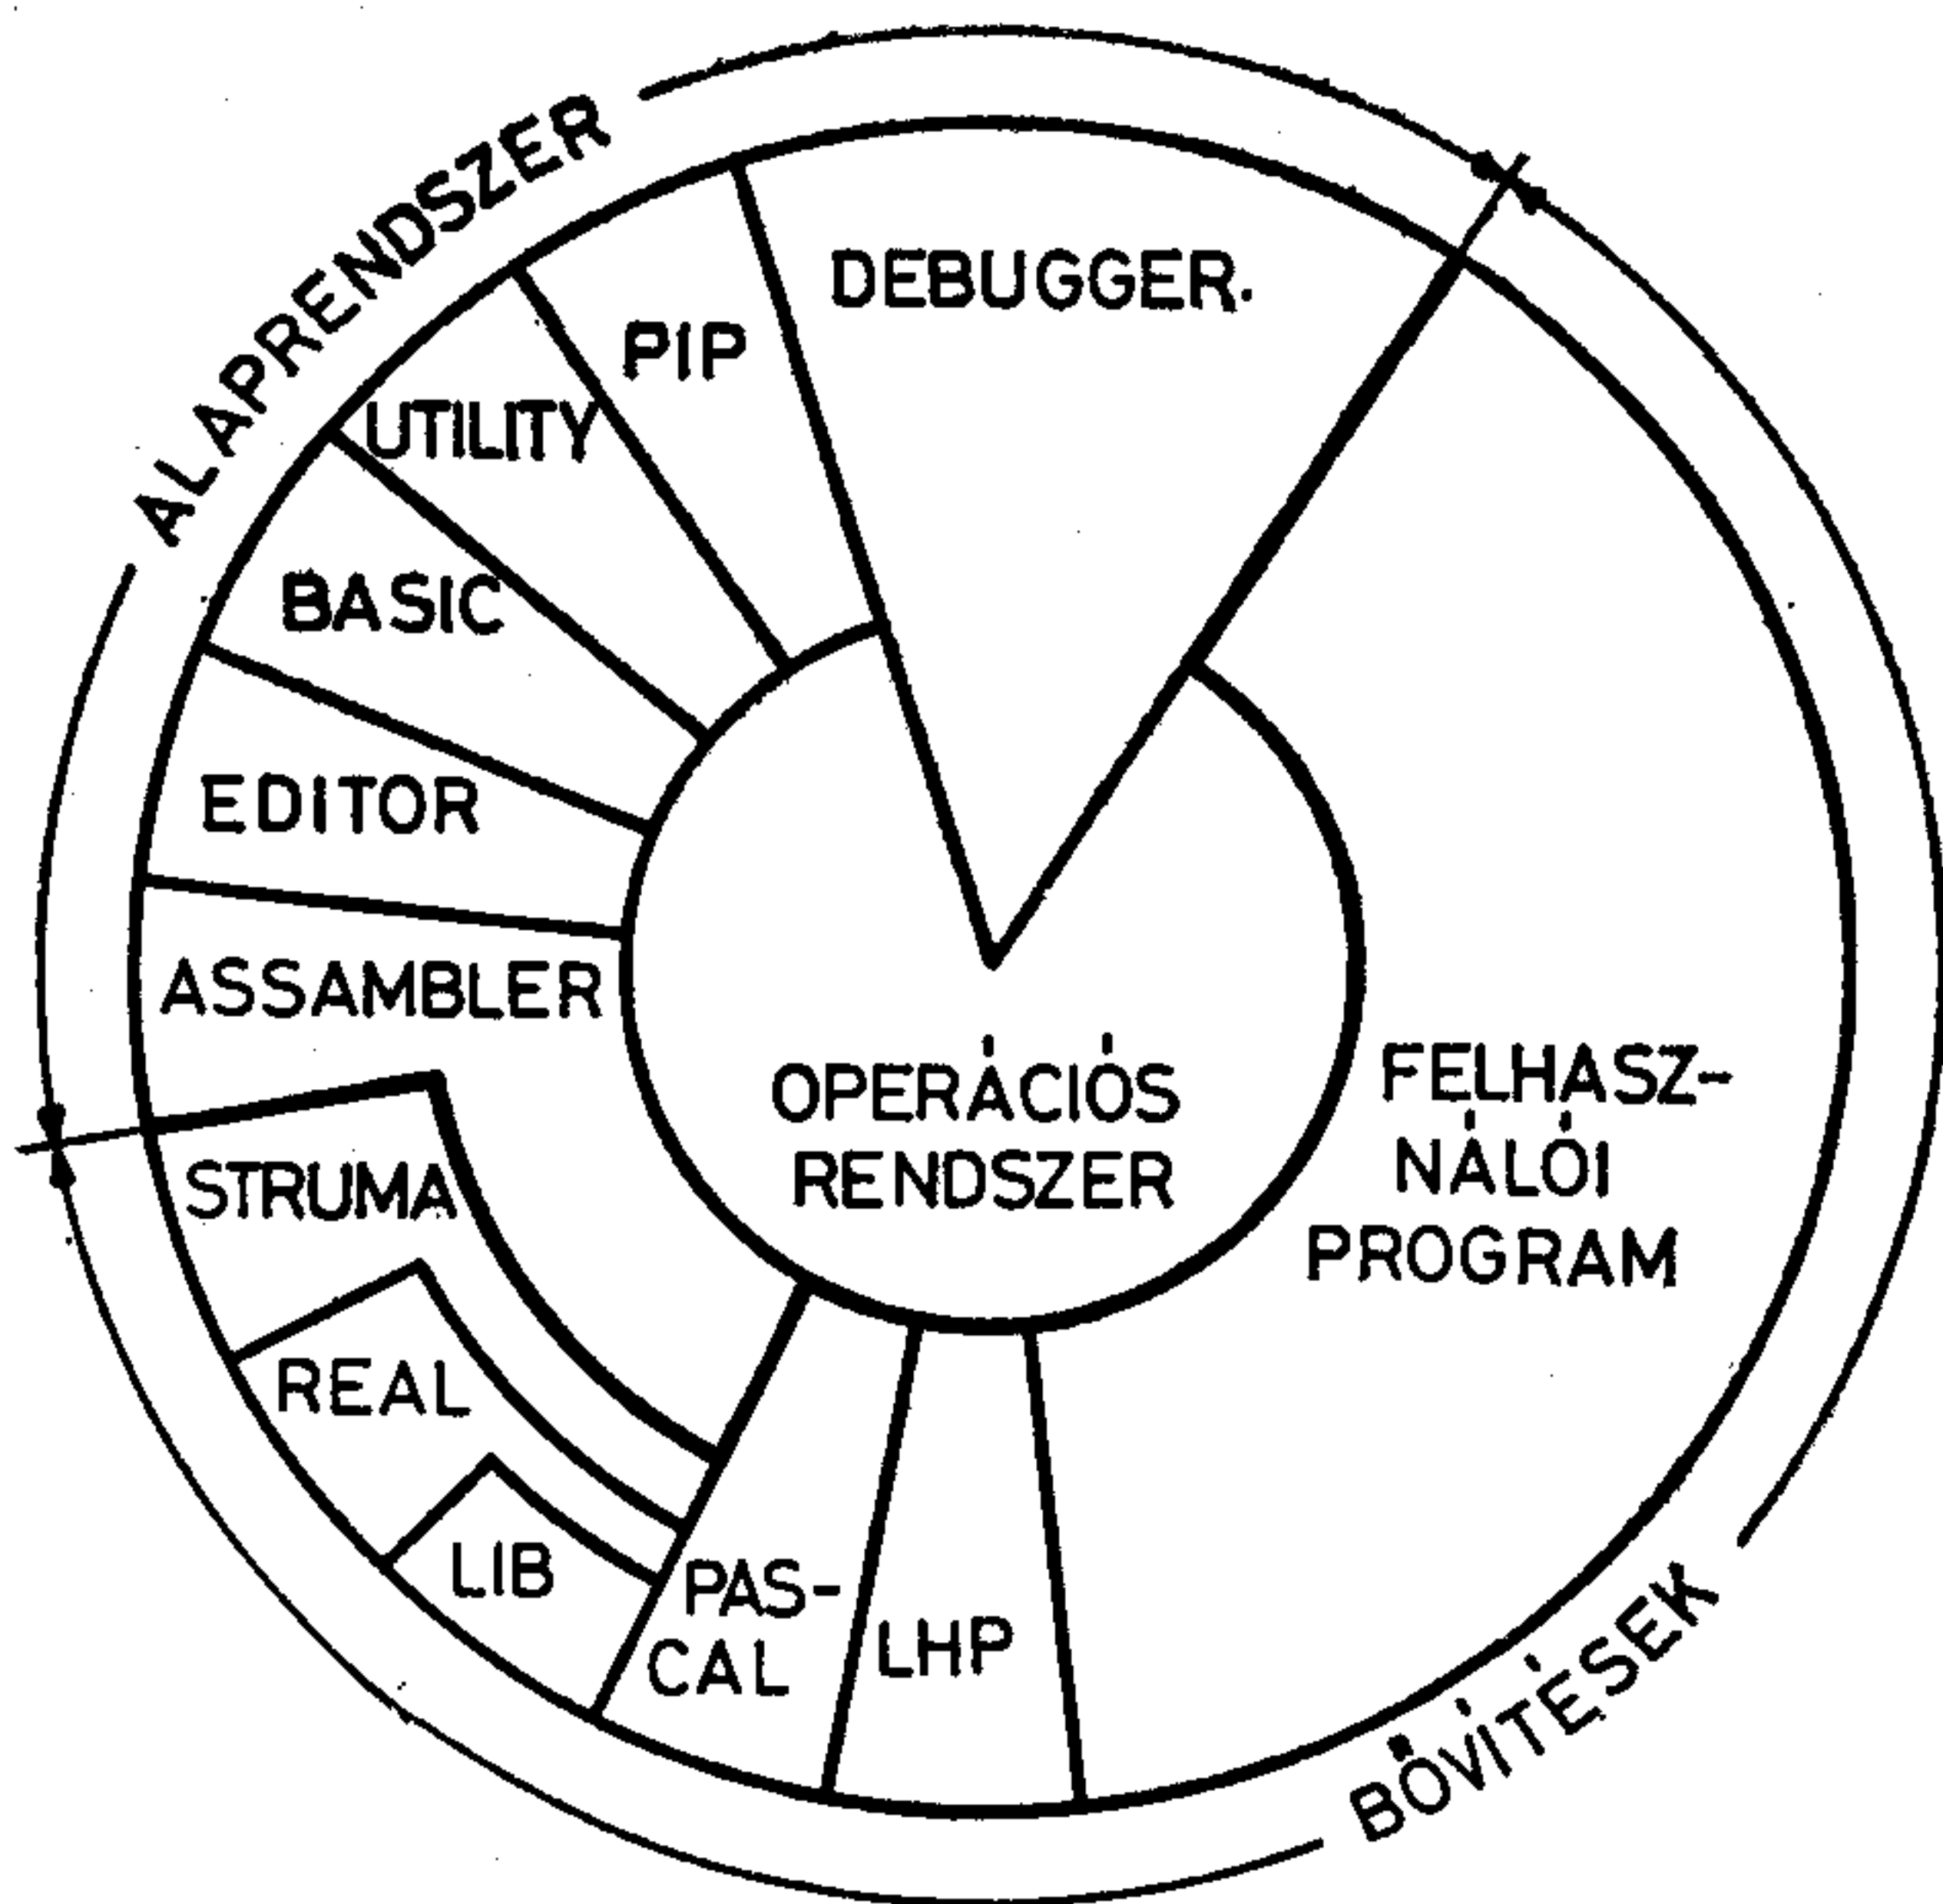 ALAPRENDSZER
DEBUGGER.
PIP
UTILITY
BASIC
EDITOR
ASSAMBLER
OPERÁCIÓS
RENDSZER
FELHASZ-
NÁLÓI
PROGRAM
STRUMA
REAL
LIB
PAS-
CAL
LHP
BŐVÍTÉSEK